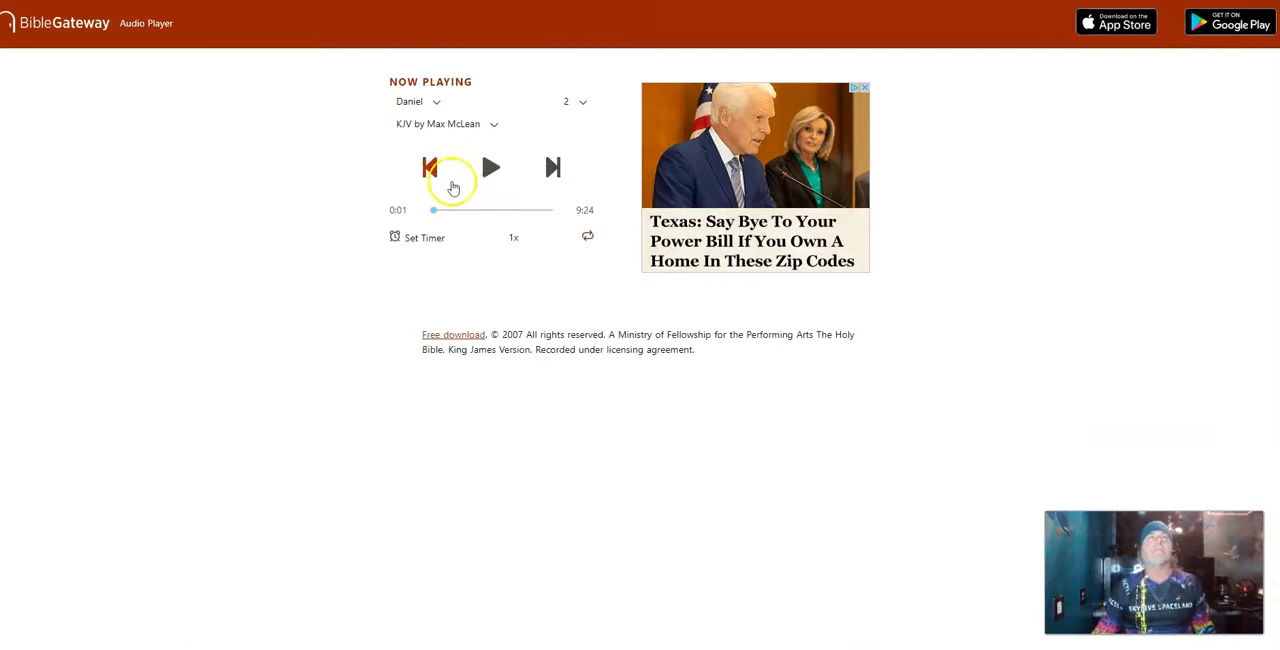 BibleGateway Audio Player
Download on the
App Store
GET IT ON
Google Play
NOW PLAYING
Daniel 2
KJV by Max McLean
0:01 9:24
Set Timer 1x
Texas: Say Bye To Your
Power Bill If You Own A
Home In These Zip Codes
Free download. © 2007 All rights reserved. A Ministry of Fellowship for the Performing Arts The Holy
Bible, King James Version. Recorded under licensing agreement.
SPACELAND